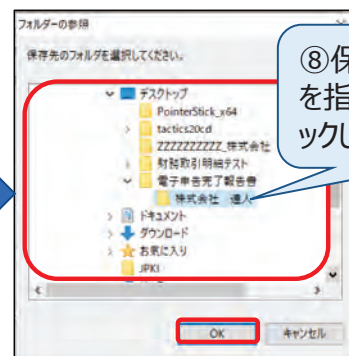 フォルダーの参照
保存先のフォルダを選択してください。
デスクトップ
PointerStick_x64
tactics20cd
ZZZZZZZZZZ_株式会社
財務取引明細テスト
電子申告完了報告書
株式会社　達人
ドキュメント
ダウンロード
お気に入り
JPKI
OK
キャンセル
⑧保
を指
ックし